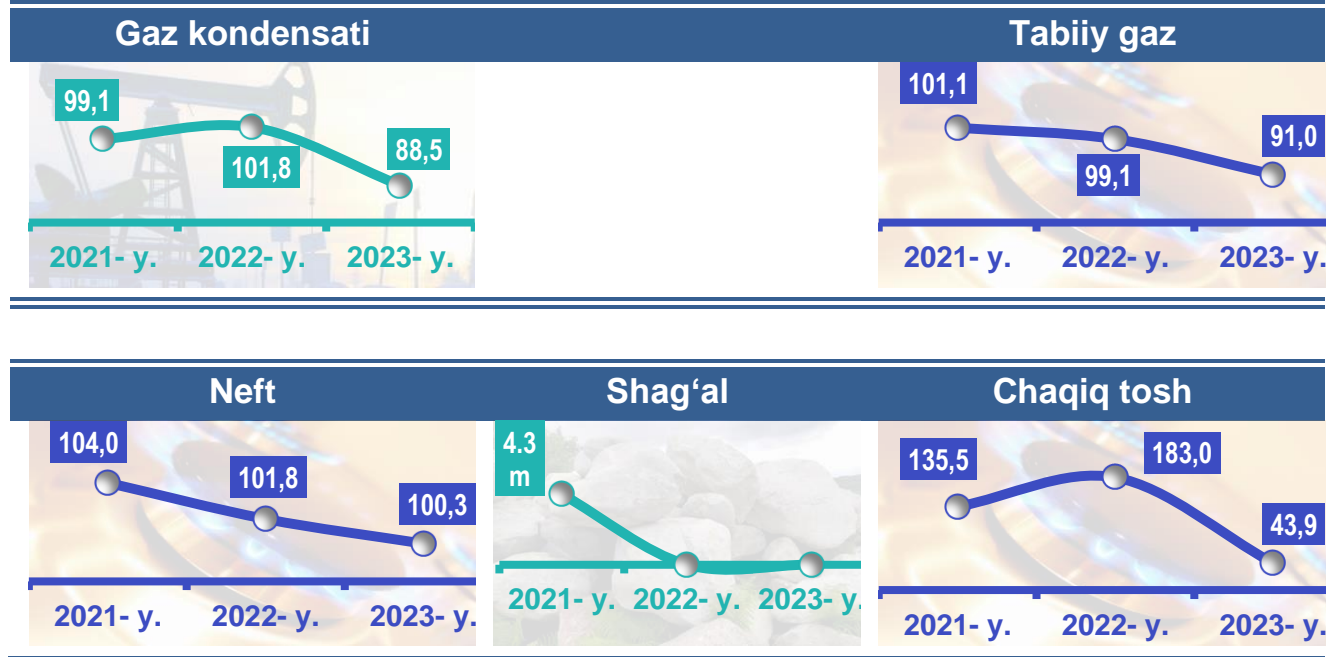 Gaz kondensati
99,1
101,8
88,5
2021- y. 2022- y. 2023- y.
Tabiiy gaz
101,1
99,1
91,0
2021- y. 2022- y. 2023- y.
Neft
104,0
101,8
100,3
2021- y. 2022- y. 2023- y.
Shag‘al
4.3
m
2021- y. 2022- y. 2023- y.
Chaqiq tosh
135,5
183,0
43,9
2021- y. 2022- y. 2023- y.